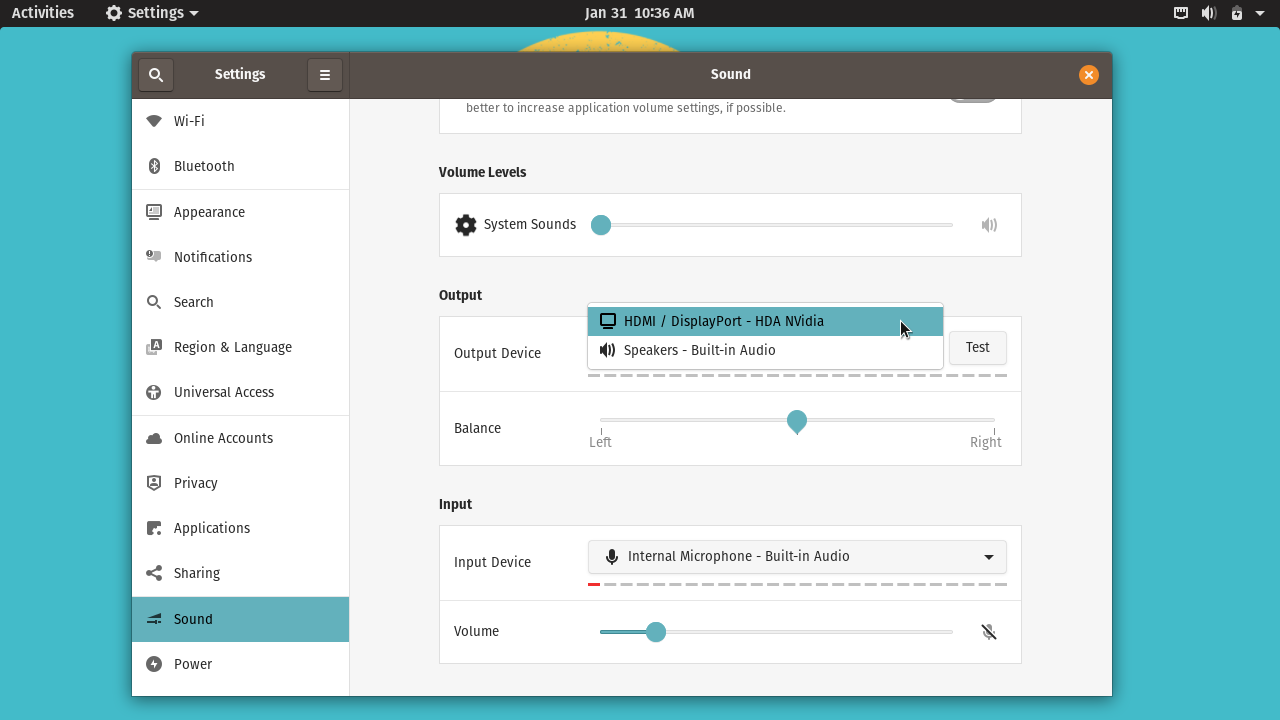 Activities
Settings
Jan 31 10:36 AM
Settings
Sound
Wi-Fi
Bluetooth
Appearance
Notifications
Search
Region & Language
Universal Access
Online Accounts
Privacy
Applications
Sharing
Sound
Power
better to increase application volume settings, if possible.
Volume Levels
System Sounds
Output
Output Device
HDMI / DisplayPort - HDA NVidia
Speakers - Built-in Audio
Test
Balance
Left
Right
Input
Input Device
Internal Microphone - Built-in Audio
Volume